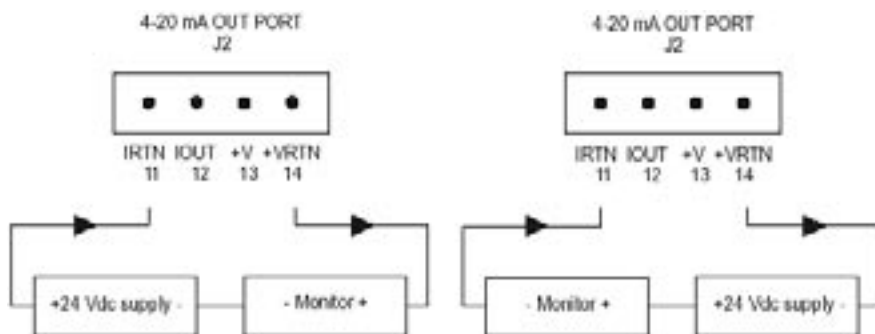 4-20 mA OUT PORT
J2
IRTN IOUT +V +VRTN
11 12 13 14
+24 Vdc supply -
- Monitor +
4-20 mA OUT PORT
J2
IRTN IOUT +V +VRTN
11 12 13 14
- Monitor +
+24 Vdc supply -